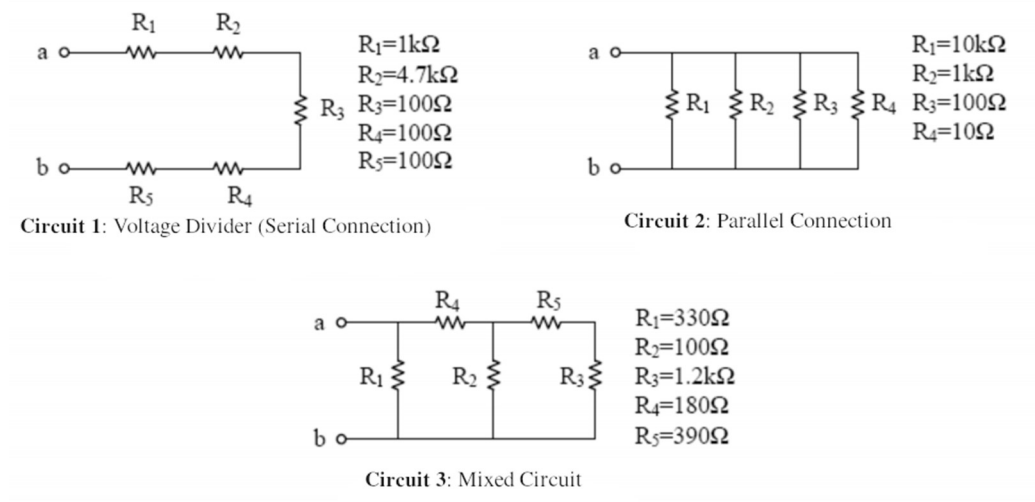 R₁ R₂
a
R₁=1kΩ
R₂=4.7kΩ
R₃ R₃=100Ω
R₄=100Ω
b R₅=100Ω
R₅ R₄
Circuit 1: Voltage Divider (Serial Connection)
a R₁=10kΩ
R₂=1kΩ
R₁ R₂ R₃ R₄ R₃=100Ω
R₄=10Ω
b
Circuit 2: Parallel Connection
R₄ R₅
a R₁=330Ω
R₂=100Ω
R₁ R₂ R₃ R₃=1.2kΩ
R₄=180Ω
b R₅=390Ω
Circuit 3: Mixed Circuit